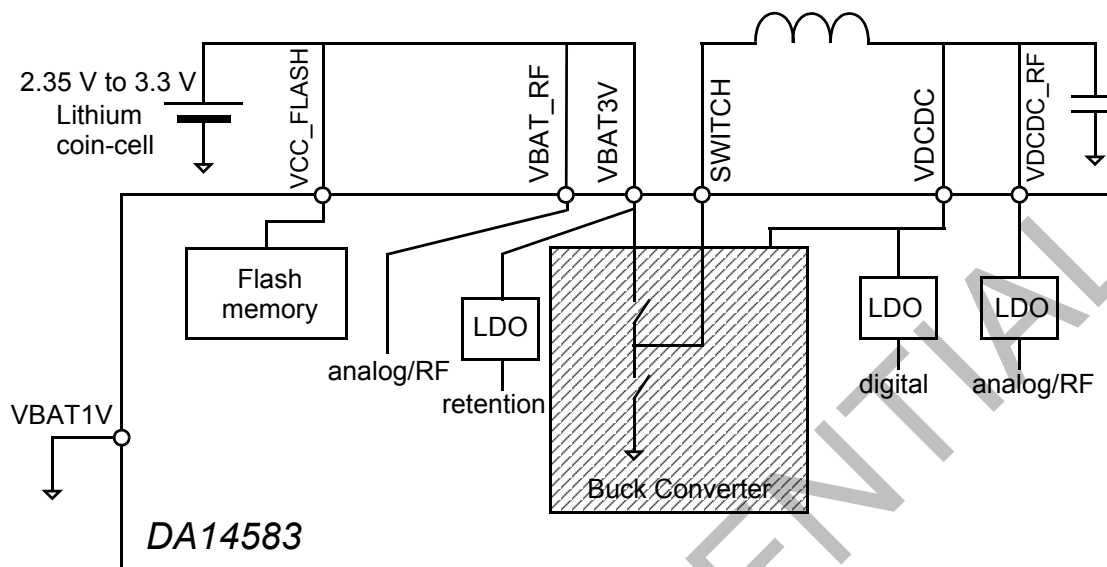 2.35 V to 3.3 V
Lithium
coin-cell
VCC_FLASH
VBAT_RF
VBAT3V
SWITCH
VDCDC
VDCDC_RF
Flash
memory
analog/RF
LDO
retention
Buck Converter
LDO
digital
LDO
analog/RF
VBAT1V
DA14583
ENTIAL